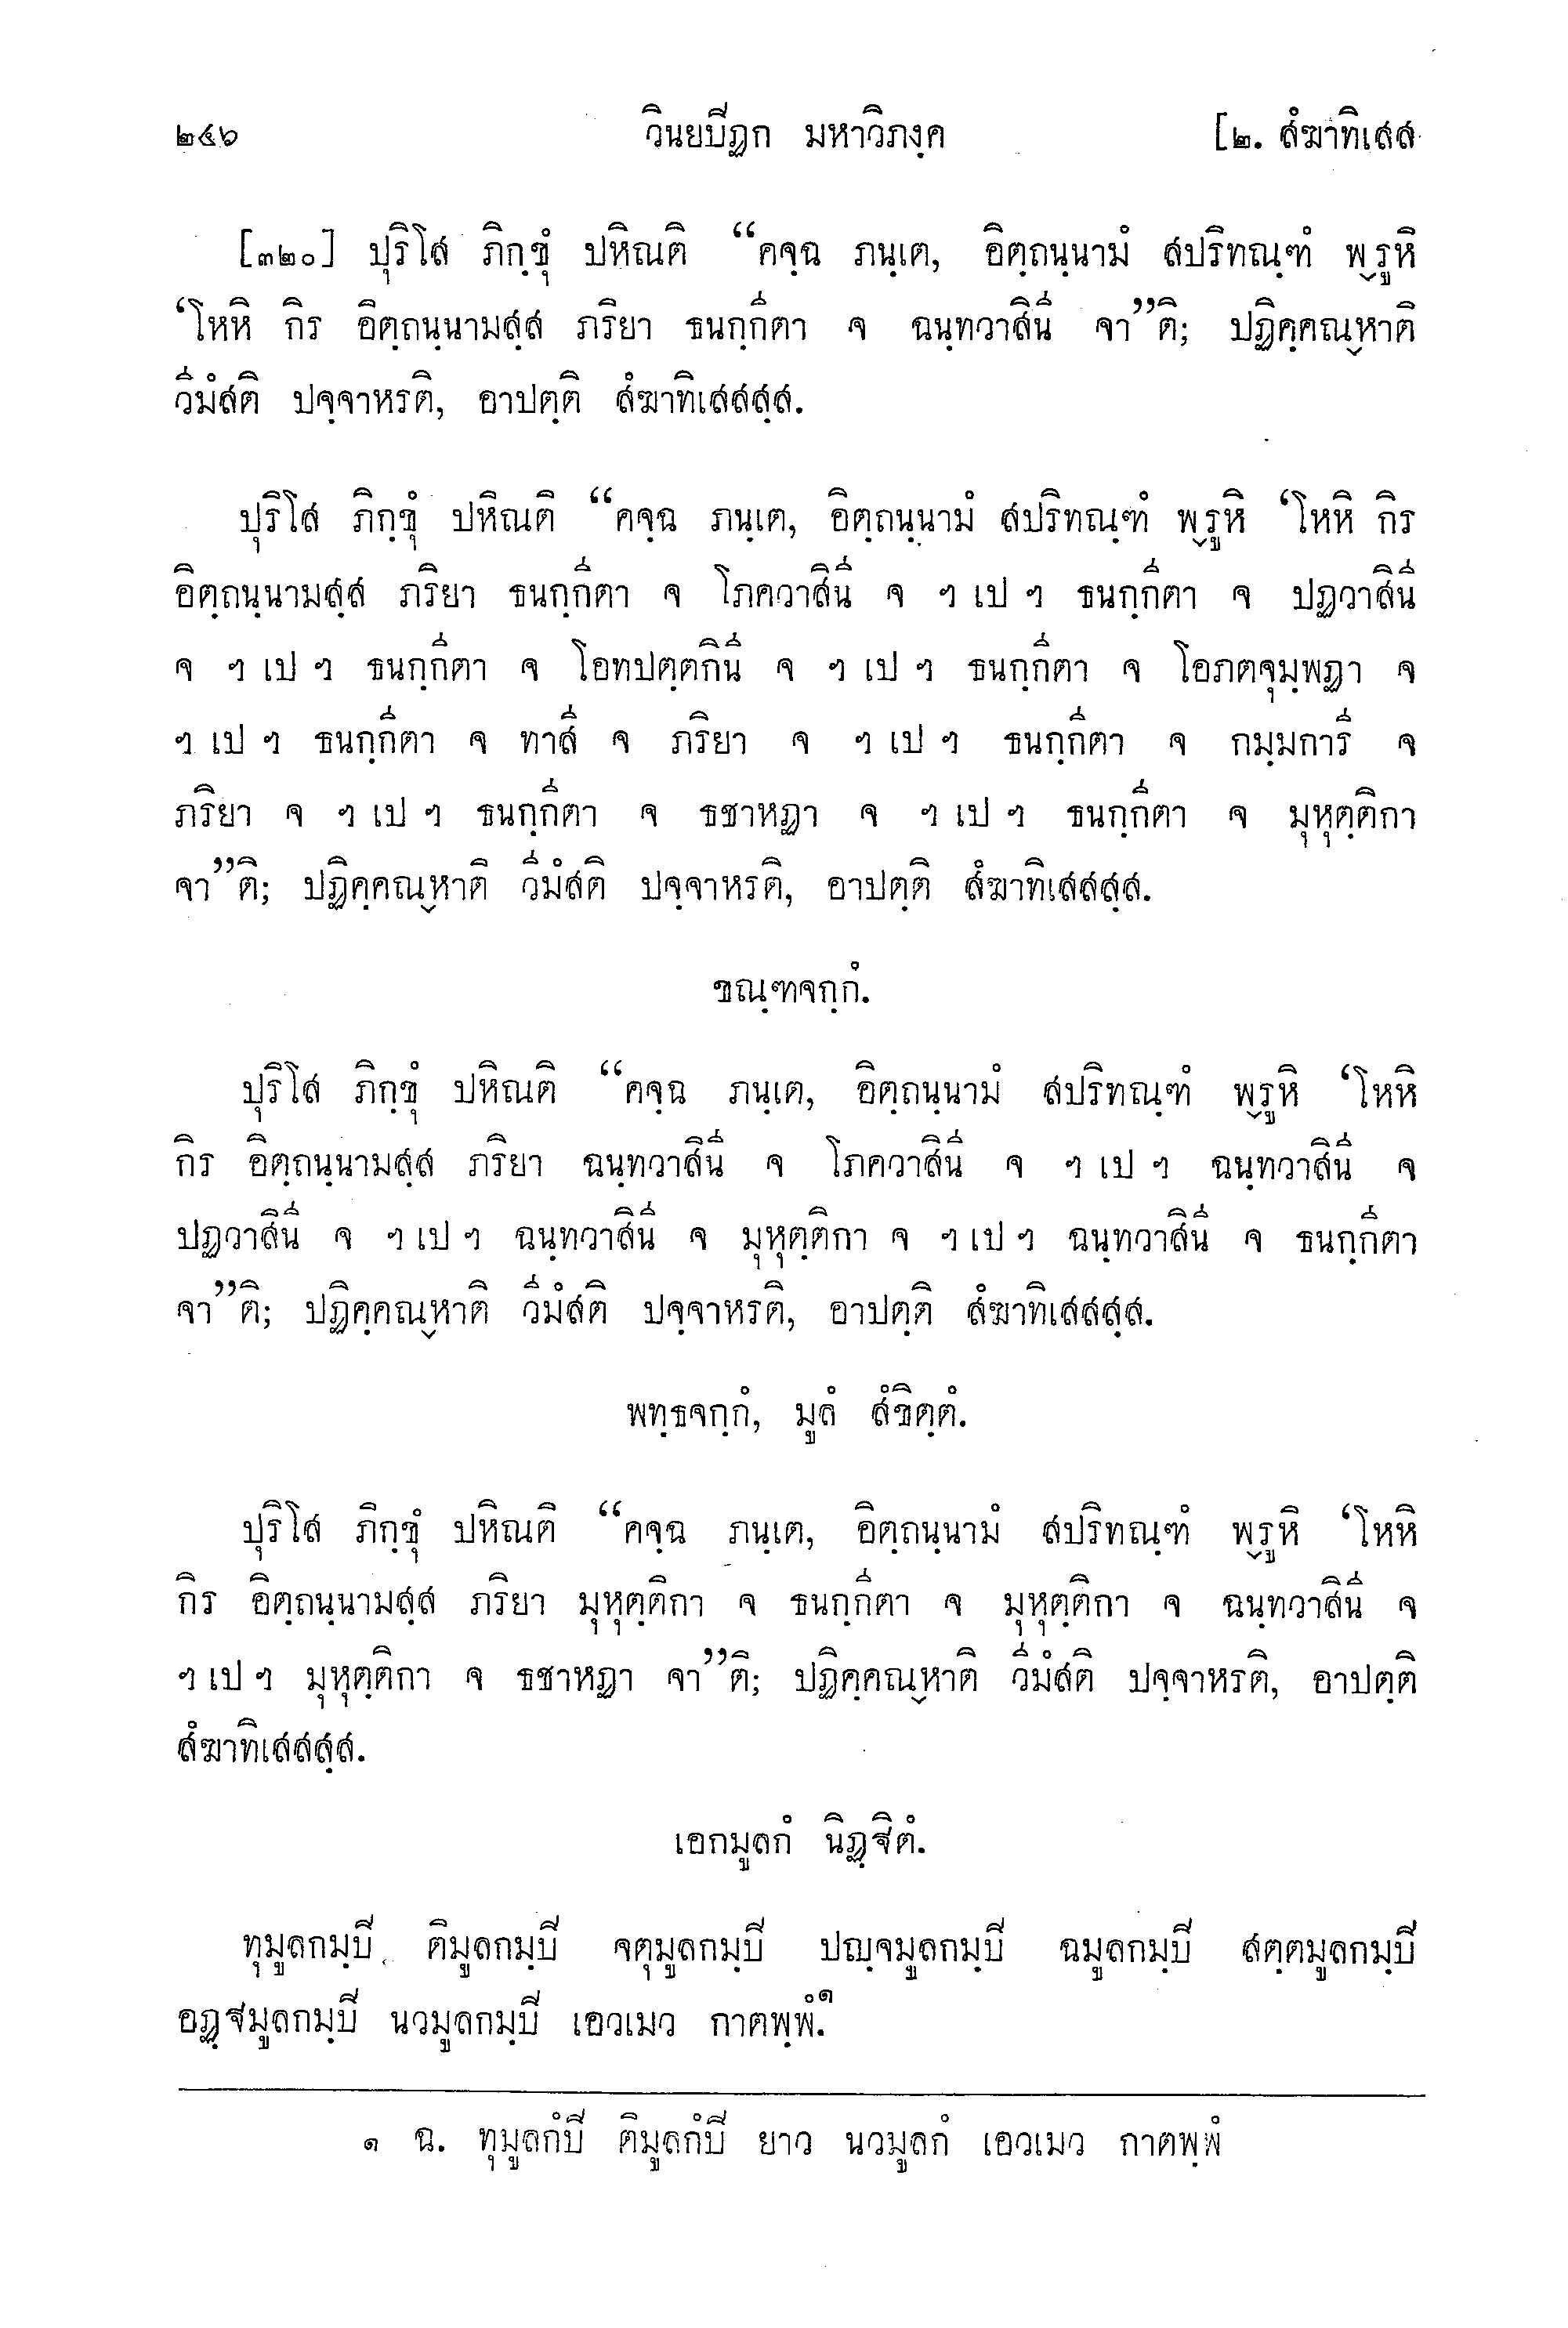 ๒๔๖ วินยปิฏก มหาวิภงฺค [๒. สํฆาทิเสส
[๓๒๐] ปุริโส ภิกฺขุํ ปหิณติ “คจฺฉ ภนฺเต, อิตฺถนฺนามํ สปริทณฺฑํ พ๎รูหิ
‘โหหิ กิร อิตฺถนฺนามสฺส ภริยา ธนกฺกีตา จ ฉนฺทวาสินี จา”ติ; ปฏิคฺคณ๎หาติ
วีมํสติ ปจฺจาหรติ, อาปตฺติ สํฆาทิเสสสฺส.
ปุริโส ภิกฺขุํ ปหิณติ “คจฺฉ ภนฺเต, อิตฺถนฺนามํ สปริทณฺฑํ พ๎รูหิ ‘โหหิ กิร
อิตฺถนฺนามสฺส ภริยา ธนกฺกีตา จ โภควาสินี จ ฯ เป ฯ ธนกฺกีตา จ ปฏวาสินี
จ ฯ เป ฯ ธนกฺกีตา จ โอทปตฺตกินี จ ฯ เป ฯ ธนกฺกีตา จ โอภตจุมฺพฏา จ
ฯ เป ฯ ธนกฺกีตา จ ทาสี จ ภริยา จ ฯ เป ฯ ธนกฺกีตา จ กมฺมการี จ
ภริยา จ ฯ เป ฯ ธนกฺกีตา จ ธชาหฏา จ ฯ เป ฯ ธนกฺกีตา จ มุหุตฺติกา
จา”ติ; ปฏิคฺคณ๎หาติ วีมํสติ ปจฺจาหรติ, อาปตฺติ สํฆาทิเสสสฺส.
ขณฺฑจกฺกํ.
ปุริโส ภิกฺขุํ ปหิณติ “คจฺฉ ภนฺเต, อิตฺถนฺนามํ สปริทณฺฑํ พ๎รูหิ ‘โหหิ
กิร อิตฺถนฺนามสฺส ภริยา ฉนฺทวาสินี จ โภควาสินี จ ฯ เป ฯ ฉนฺทวาสินี จ
ปฏวาสินี จ ฯ เป ฯ ฉนฺทวาสินี จ มุหุตฺติกา จ ฯ เป ฯ ฉนฺทวาสินี จ ธนกฺกีตา
จา”ติ; ปฏิคฺคณ๎หาติ วีมํสติ ปจฺจาหรติ, อาปตฺติ สํฆาทิเสสสฺส.
พทฺธจกฺกํ, มูลํ สํขิตฺตํ.
ปุริโส ภิกฺขุํ ปหิณติ “คจฺฉ ภนฺเต, อิตฺถนฺนามํ สปริทณฺฑํ พ๎รูหิ ‘โหหิ
กิร อิตฺถนฺนามสฺส ภริยา มุหุตฺติกา จ ธนกฺกีตา จ มุหุตฺติกา จ ฉนฺทวาสินี จ
ฯ เป ฯ มุหุตฺติกา จ ธชาหฏา จา”ติ; ปฏิคฺคณ๎หาติ วีมํสติ ปจฺจาหรติ, อาปตฺติ
สํฆาทิเสสสฺส.
เอกมูลกํ นิฏฺฐิตํ.
ทุมูลกมฺปิ ติมูลกมฺปิ จตุมูลกมฺปิ ปญฺจมูลกมฺปิ ฉมูลกมฺปิ สตฺตมูลกมฺปิ
อฏฺฐมูลกมฺปิ นวมูลกมฺปิ เอวเมว กาตพฺพํ.๑
๑ ฉ. ทุมูลกํปิ ติมูลกํปิ ยาว นวมูลกํ เอวเมว กาตพฺพํ